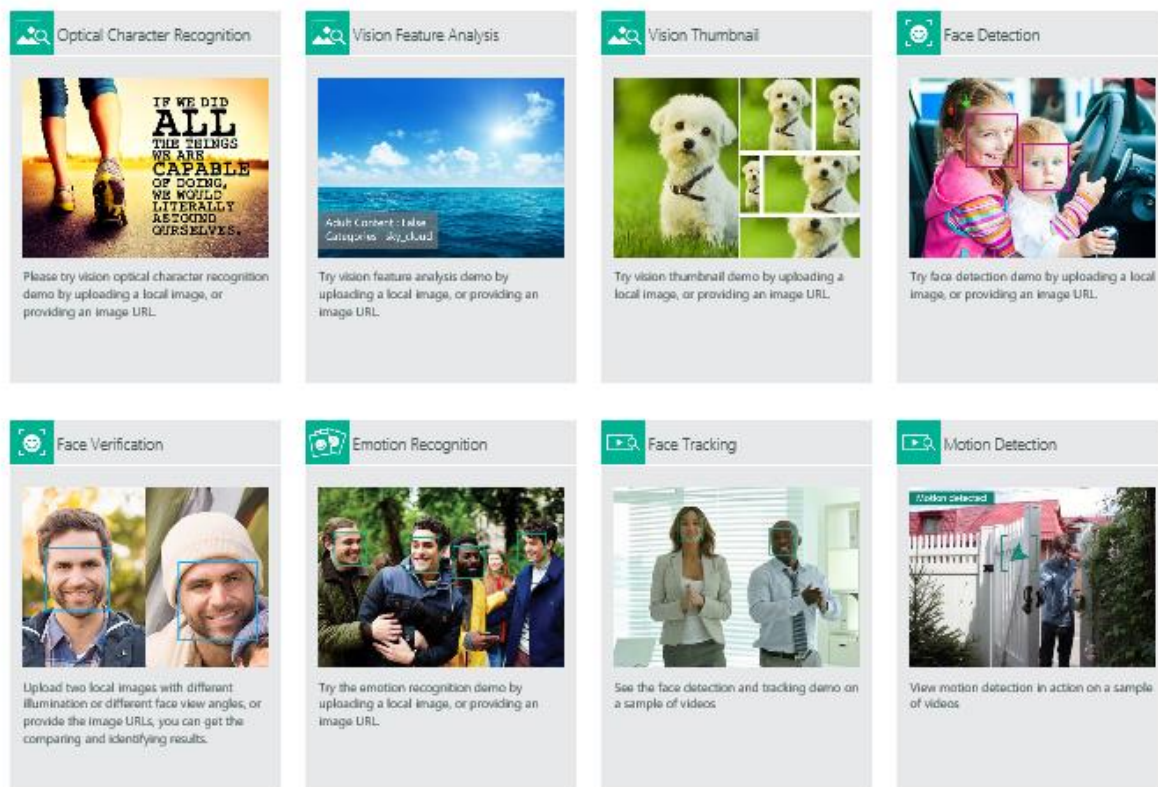 Optical Character Recognition
IF WE DID
ALL
THE THINGS
WE ARE
CAPABLE
OF DOING,
WE WOULD
LITERALLY
ASTOUND
OURSELVES.
Please try vision optical character recognition
demo by uploading a local image, or
providing an image URL.
Vision Feature Analysis
Adult Content : False
Categories : sky_cloud
Try vision feature analysis demo by
uploading a local image, or providing an
image URL.
Vision Thumbnail
Try vision thumbnail demo by uploading a
local image, or providing an image URL.
Face Detection
Try face detection demo by uploading a local
image, or providing an image URL.
Face Verification
Upload two local images with different
illumination or different face view angles, or
provide the image URLs, you can get the
comparing and identifying results.
Emotion Recognition
Try the emotion recognition demo by
uploading a local image, or providing an
image URL.
Face Tracking
See the face detection and tracking demo on
a sample of videos
Motion Detection
Motion detected
View motion detection in action on a sample
of videos